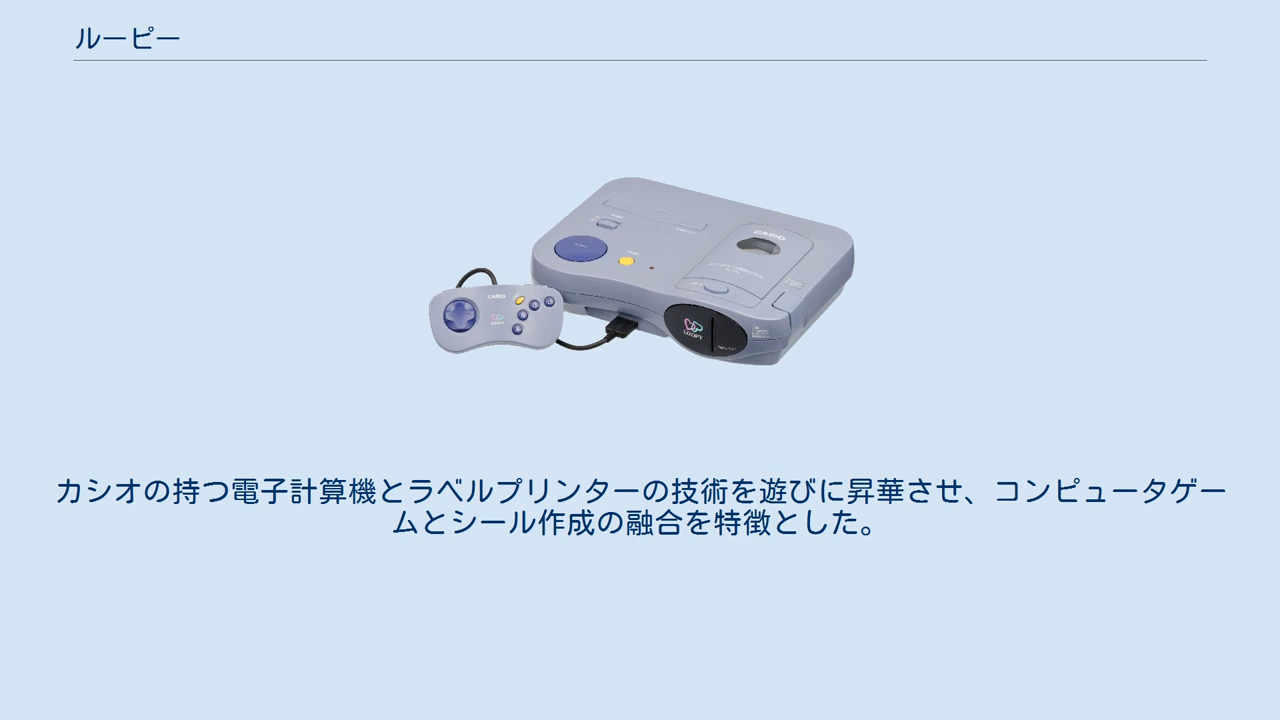 ルーピー
CASIO
CASIO
LOOPY
カシオの持つ電子計算機とラベルプリンターの技術を遊びに昇華させ、コンピュータゲー
ムとシール作成の融合を特徴とした。